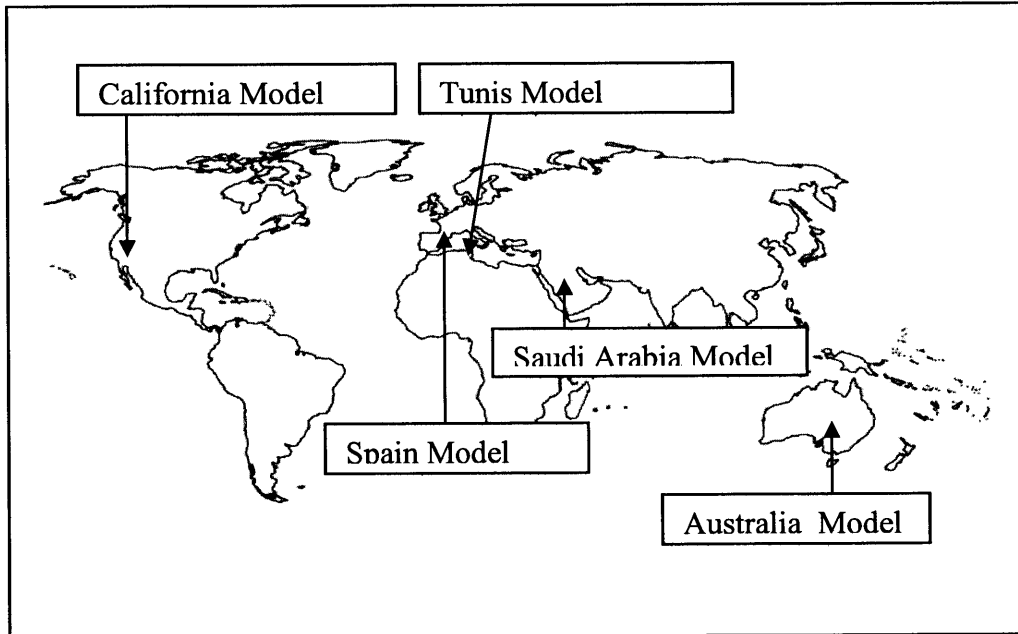 California Model
Tunis Model
Saudi Arabia Model
Spain Model
Australia Model